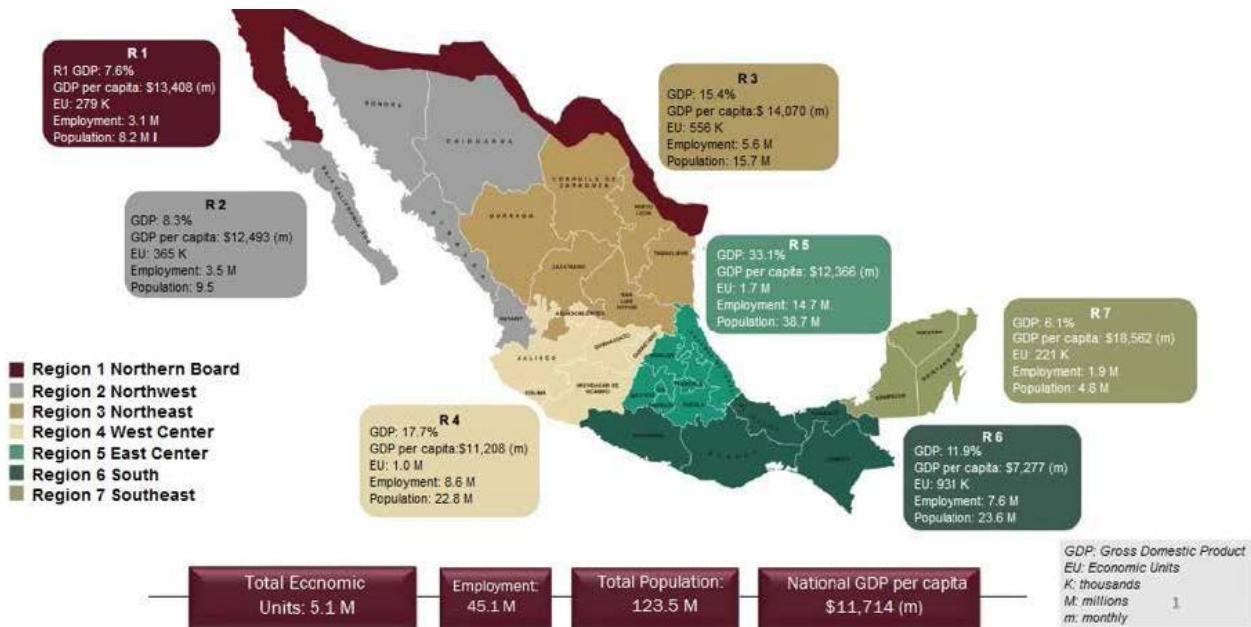 R 1
R1 GDP: 7.6%
GDP per capita: $13,408 (m)
EU: 279 K
Employment: 3.1 M
Population: 8.2 M I
R 3
GDP: 15.4%
GDP per capita:$ 14,070 (m)
EU: 556 K
Employment: 5.6 M
Population: 15.7 M
R 2
GDP: 8.3%
GDP per capita: $12,493 (m)
EU: 365 K
Employment: 3.5 M
Population: 9.5
R 5
GDP: 33.1%
GDP per capita: $12,366 (m)
EU: 1.7 M
Employment: 14.7 M
Population: 38.7 M
R 7
GDP: 6.1%
GDP per capita: $18,562 (m)
EU: 221 K
Employment: 1.9 M
Population: 4.8 M
SONORA
CHIHUAHUA
COAHUILA DE
ZARAGOZA
NUEVO
LEON
DURANGO
TAMAULIPAS
ZACATECAS
SAN
LUIS
POTOSI
BAJA CALIFORNIA SUR
NAYARIT
AGUASCALIENTES
JALISCO
GUANAJUATO
COLIMA
MICHOACAN DE
OCAMPO
Region 1 Northern Board
Region 2 Northwest
Region 3 Northeast
Region 4 West Center
Region 5 East Center
Region 6 South
Region 7 Southeast
R 4
GDP: 17.7%
GDP per capita:$11,208 (m)
EU: 1.0 M
Employment: 8.6 M
Population: 22.8 M
R 6
GDP: 11.9%
GDP per capita: $7,277 (m)
EU: 931 K
Employment: 7.6 M
Population: 23.6 M
Total Economic
Units: 5.1 M
Employment:
45.1 M
Total Population:
123.5 M
National GDP per capita
$11,714 (m)
GDP: Gross Domestic Product
EU: Economic Units
K: thousands
M: millions
m: monthly
1